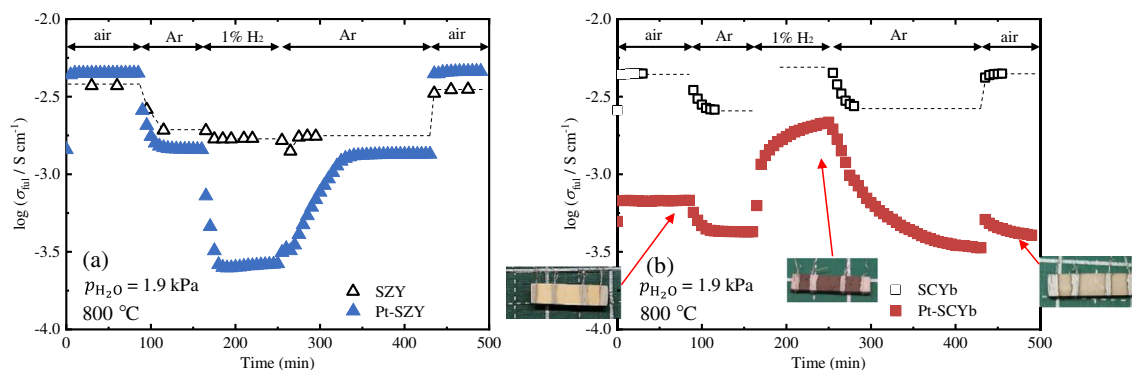 -2.0
-2.5
-3.0
-3.5
-4.0
log (σful / S cm⁻¹)
air Ar 1% H₂ Ar air
(a)
pH₂O = 1.9 kPa
800 ℃
SZY
Pt-SZY
0 100 200 300 400 500
Time (min)
-2.0
-2.5
-3.0
-3.5
-4.0
log (σful / S cm⁻¹)
air Ar 1% H₂ Ar air
(b)
pH₂O = 1.9 kPa
800 ℃
SCYb
Pt-SCYb
0 100 200 300 400 500
Time (min)